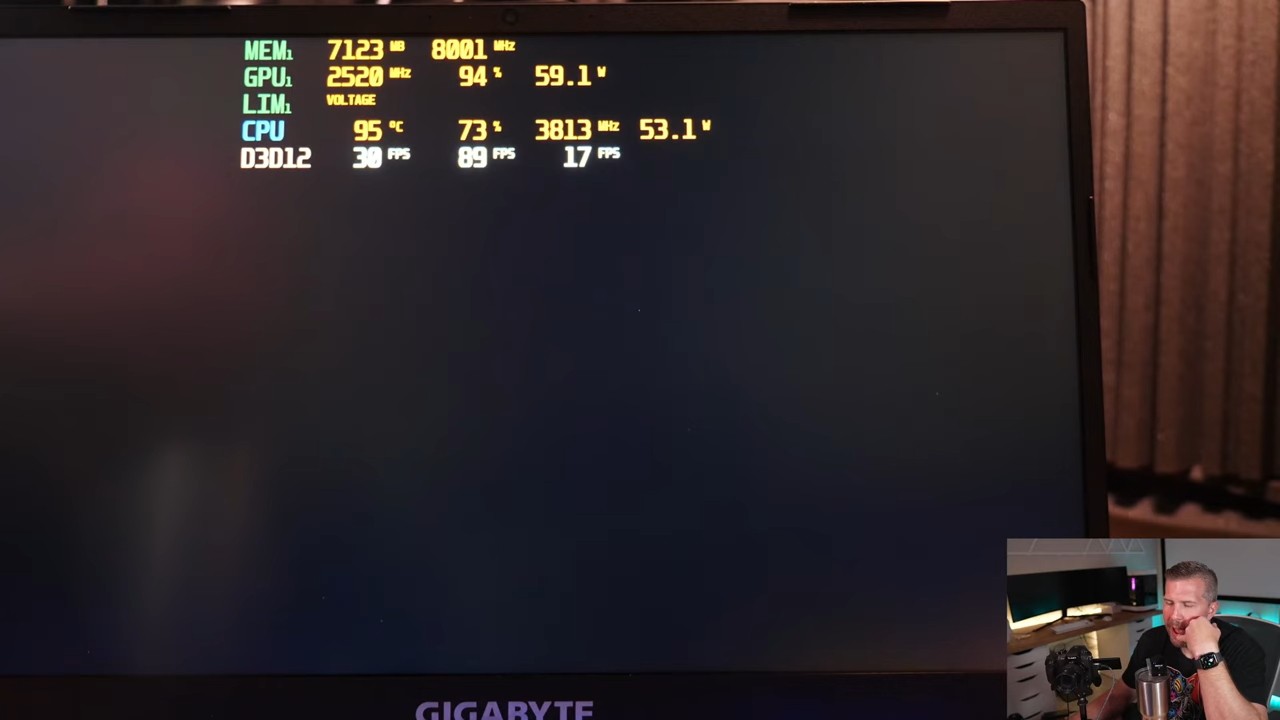 MEM1 7123 MB 8001 MHz
GPU1 2520 MHz 94 % 59.1 W
LIM1 VOLTAGE
CPU 95 °C 73 % 3813 MHz 53.1 W
D3D12 30 FPS 89 FPS 17 FPS
GIGABYTE